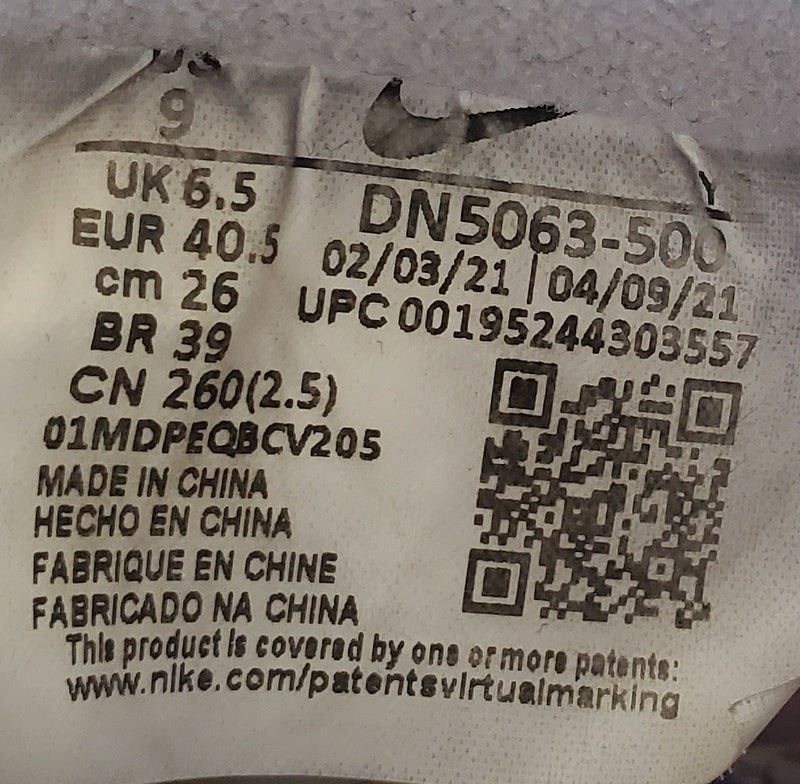 US
9
UK 6.5
EUR 40.5
cm 26
BR 39
CN 260(2.5)
01MDPEQBCV205
MADE IN CHINA
HECHO EN CHINA
FABRIQUE EN CHINE
FABRICADO NA CHINA
Y
DN5063-500
02/03/21 | 04/09/21
UPC 00195244303557
This product is covered by one or more patents:
www.nike.com/patentsvirtualmarking